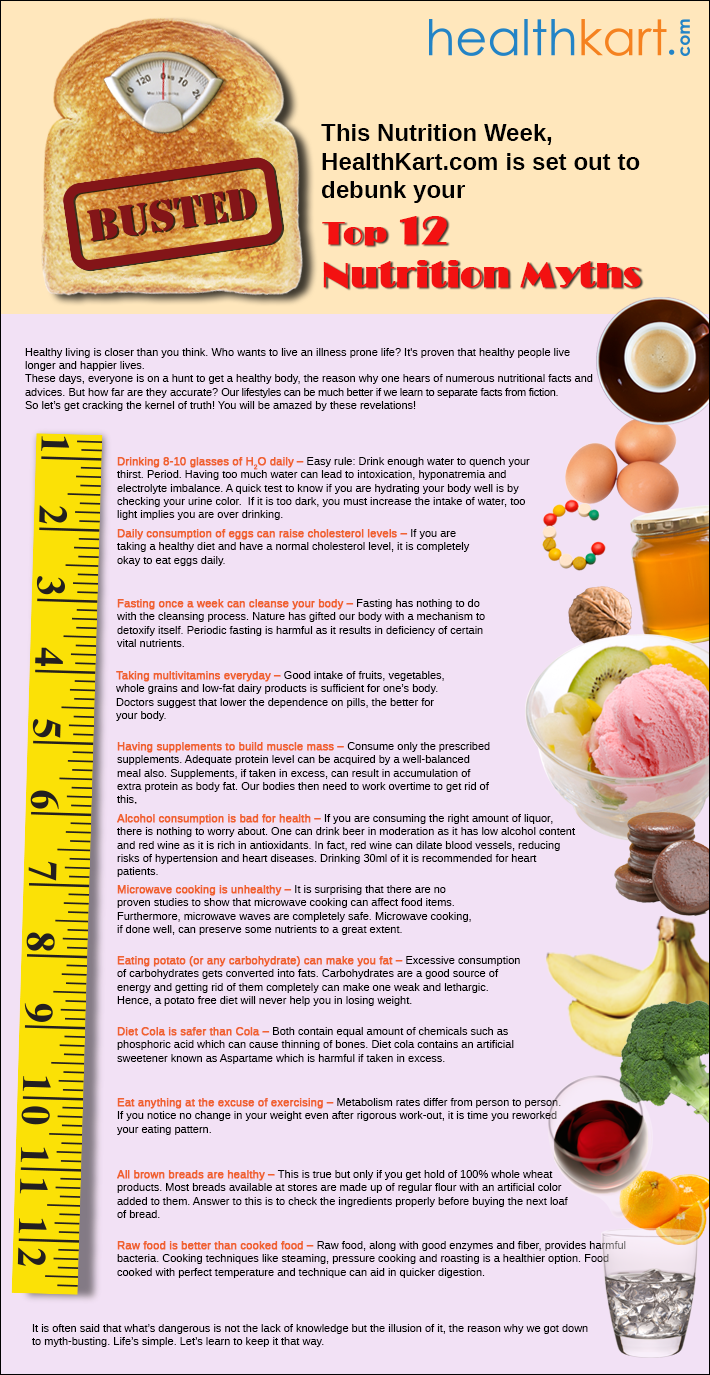 healthkart.com
120 0 10
BUSTED
This Nutrition Week,
HealthKart.com is set out to
debunk your
Top 12
Nutrition Myths
Healthy living is closer than you think. Who wants to live an illness prone life? It's proven that healthy people live
longer and happier lives.
These days, everyone is on a hunt to get a healthy body, the reason why one hears of numerous nutritional facts and
advices. But how far are they accurate? Our lifestyles can be much better if we learn to separate facts from fiction.
So let's get cracking the kernel of truth! You will be amazed by these revelations!
1
Drinking 8-10 glasses of H2O daily – Easy rule: Drink enough water to quench your
thirst. Period. Having too much water can lead to intoxication, hyponatremia and
electrolyte imbalance. A quick test to know if you are hydrating your body well is by
checking your urine color.  If it is too dark, you must increase the intake of water, too
light implies you are over drinking.
2
Daily consumption of eggs can raise cholesterol levels – If you are
taking a healthy diet and have a normal cholesterol level, it is completely
okay to eat eggs daily.
3
Fasting once a week can cleanse your body – Fasting has nothing to do
with the cleansing process. Nature has gifted our body with a mechanism to
detoxify itself. Periodic fasting is harmful as it results in deficiency of certain
vital nutrients.
4
Taking multivitamins everyday – Good intake of fruits, vegetables,
whole grains and low-fat dairy products is sufficient for one's body.
Doctors suggest that lower the dependence on pills, the better for
your body.
5
Having supplements to build muscle mass – Consume only the prescribed
supplements. Adequate protein level can be acquired by a well-balanced
meal also. Supplements, if taken in excess, can result in accumulation of
extra protein as body fat. Our bodies then need to work overtime to get rid of
this.
6
Alcohol consumption is bad for health – If you are consuming the right amount of liquor,
there is nothing to worry about. One can drink beer in moderation as it has low alcohol content
and red wine as it is rich in antioxidants. In fact, red wine can dilate blood vessels, reducing
risks of hypertension and heart diseases. Drinking 30ml of it is recommended for heart
patients.
7
Microwave cooking is unhealthy – It is surprising that there are no
proven studies to show that microwave cooking can affect food items.
Furthermore, microwave waves are completely safe. Microwave cooking,
if done well, can preserve some nutrients to a great extent.
8
Eating potato (or any carbohydrate) can make you fat – Excessive consumption
of carbohydrates gets converted into fats. Carbohydrates are a good source of
energy and getting rid of them completely can make one weak and lethargic.
Hence, a potato free diet will never help you in losing weight.
9
Diet Cola is safer than Cola – Both contain equal amount of chemicals such as
phosphoric acid which can cause thinning of bones. Diet cola contains an artificial
sweetener known as Aspartame which is harmful if taken in excess.
10
Eat anything at the excuse of exercising – Metabolism rates differ from person to person.
If you notice no change in your weight even after rigorous work-out, it is time you reworked
your eating pattern.
11
All brown breads are healthy – This is true but only if you get hold of 100% whole wheat
products. Most breads available at stores are made up of regular flour with an artificial color
added to them. Answer to this is to check the ingredients properly before buying the next loaf
of bread.
12
Raw food is better than cooked food – Raw food, along with good enzymes and fiber, provides harmful
bacteria. Cooking techniques like steaming, pressure cooking and roasting is a healthier option. Food
cooked with perfect temperature and technique can aid in quicker digestion.
It is often said that what's dangerous is not the lack of knowledge but the illusion of it, the reason why we got down
to myth-busting. Life's simple. Let's learn to keep it that way.